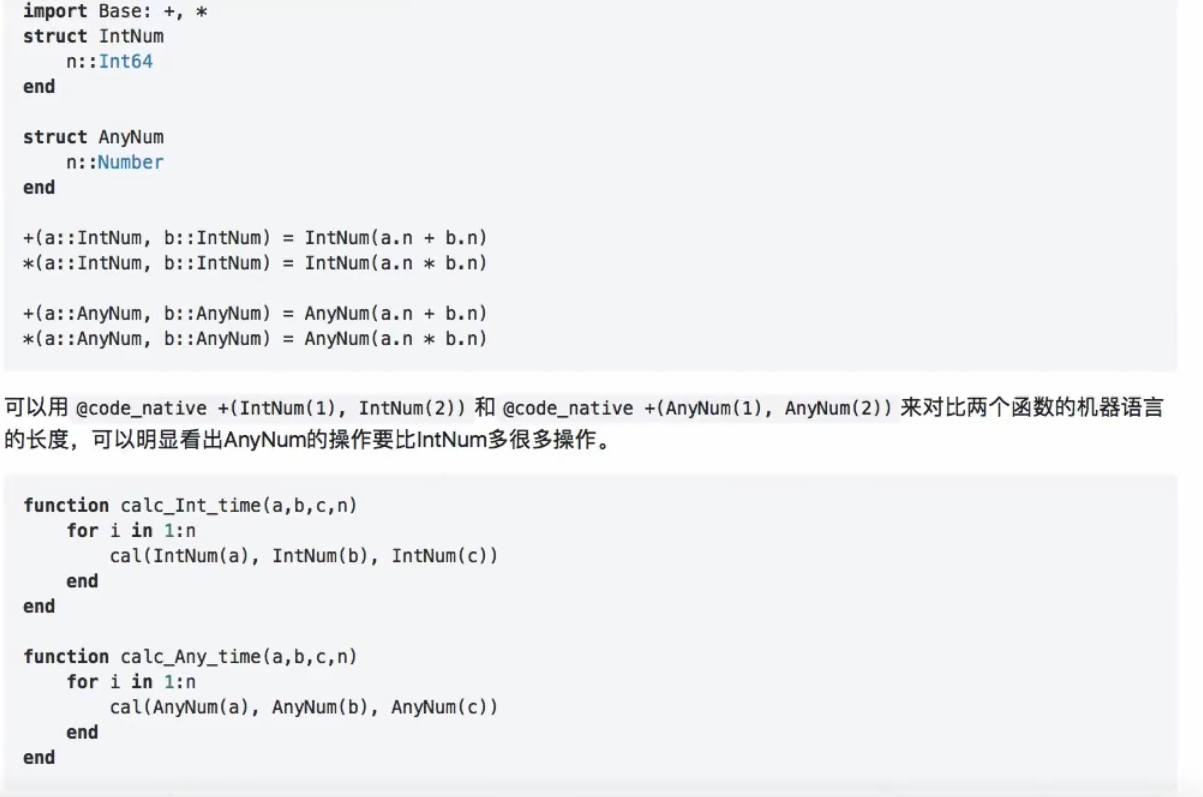 import Base: +, *
struct IntNum
    n::Int64
end

struct AnyNum
    n::Number
end

+(a::IntNum, b::IntNum) = IntNum(a.n + b.n)
*(a::IntNum, b::IntNum) = IntNum(a.n * b.n)

+(a::AnyNum, b::AnyNum) = AnyNum(a.n + b.n)
*(a::AnyNum, b::AnyNum) = AnyNum(a.n * b.n)

可以用 @code_native +(IntNum(1), IntNum(2)) 和 @code_native +(AnyNum(1), AnyNum(2)) 来对比两个函数的机器语言
的长度，可以明显看出AnyNum的操作要比IntNum多很多操作。

function calc_Int_time(a,b,c,n)
    for i in 1:n
        cal(IntNum(a), IntNum(b), IntNum(c))
    end
end

function calc_Any_time(a,b,c,n)
    for i in 1:n
        cal(AnyNum(a), AnyNum(b), AnyNum(c))
    end
end